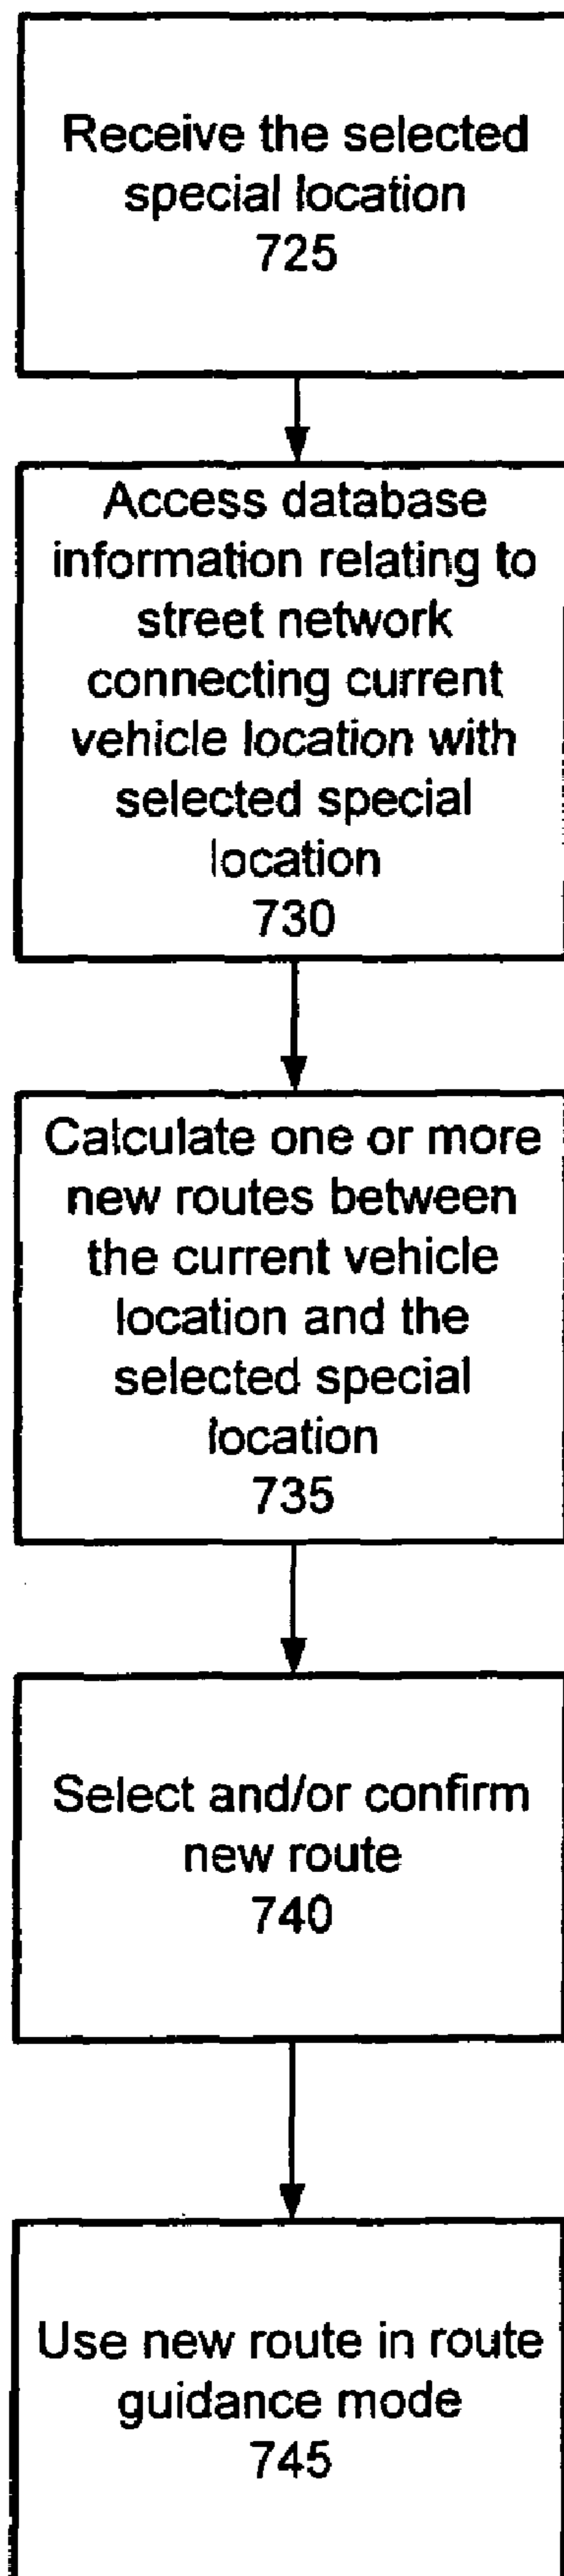 Receive the selected
special location
725
Access database
information relating to
street network
connecting current
vehicle location with
selected special
location
730
Calculate one or more
new routes between
the current vehicle
location and the
selected special
location
735
Select and/or confirm
new route
740
Use new route in route
guidance mode
745